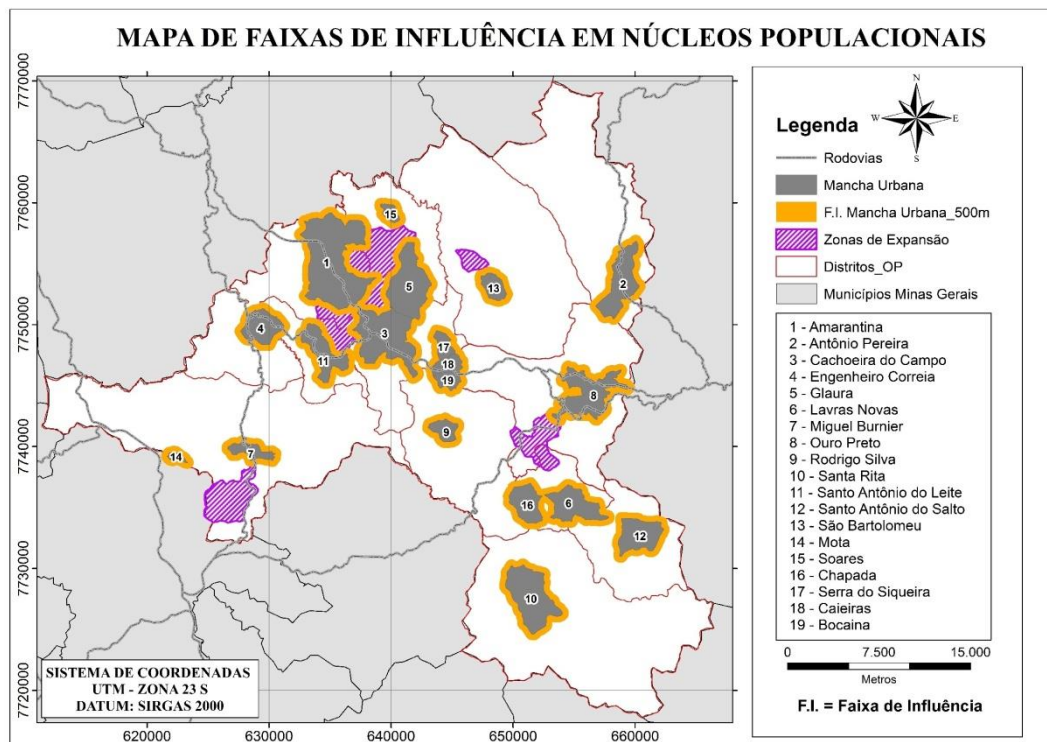 MAPA DE FAIXAS DE INFLUÊNCIA EM NÚCLEOS POPULACIONAIS
7770000
7760000
7750000
7740000
7730000
7720000
15
1
5
13
2
4
3
17
11
18
19
8
9
14
7
16
6
12
10
SISTEMA DE COORDENADAS
UTM - ZONA 23 S
DATUM: SIRGAS 2000
620000 630000 640000 650000 660000
N
W E
S
Legenda
Rodovias
Mancha Urbana
F.I. Mancha Urbana_500m
Zonas de Expansão
Distritos_OP
Municípios Minas Gerais
1 - Amarantina
2 - Antônio Pereira
3 - Cachoeira do Campo
4 - Engenheiro Correia
5 - Glaura
6 - Lavras Novas
7 - Miguel Burnier
8 - Ouro Preto
9 - Rodrigo Silva
10 - Santa Rita
11 - Santo Antônio do Leite
12 - Santo Antônio do Salto
13 - São Bartolomeu
14 - Mota
15 - Soares
16 - Chapada
17 - Serra do Siqueira
18 - Caieiras
19 - Bocaina
0 7.500 15.000
Metros
F.I. = Faixa de Influência